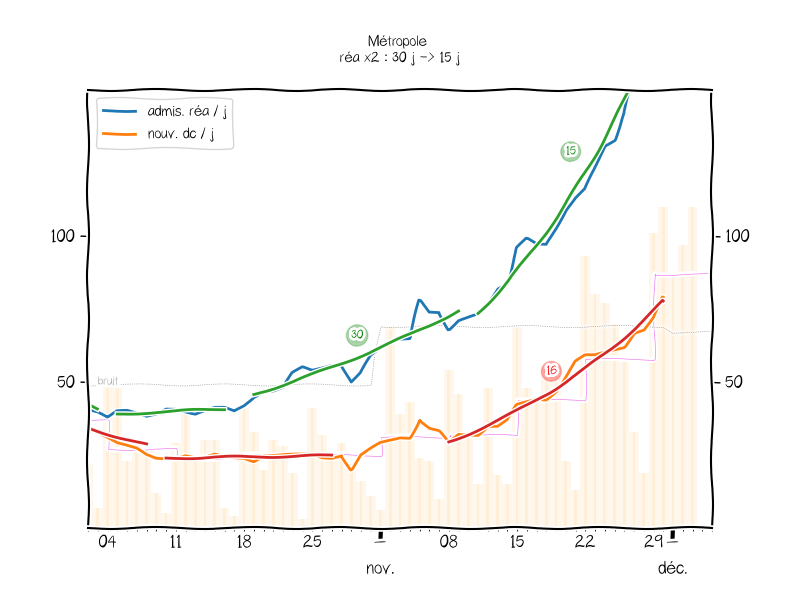 Métropole
réa x2 : 30 j -> 15 j
admis. réa / j
nouv. dc / j
15
100
100
30
16
50
50
bruit
04
11
18
25
08
15
22
29
nov.
déc.